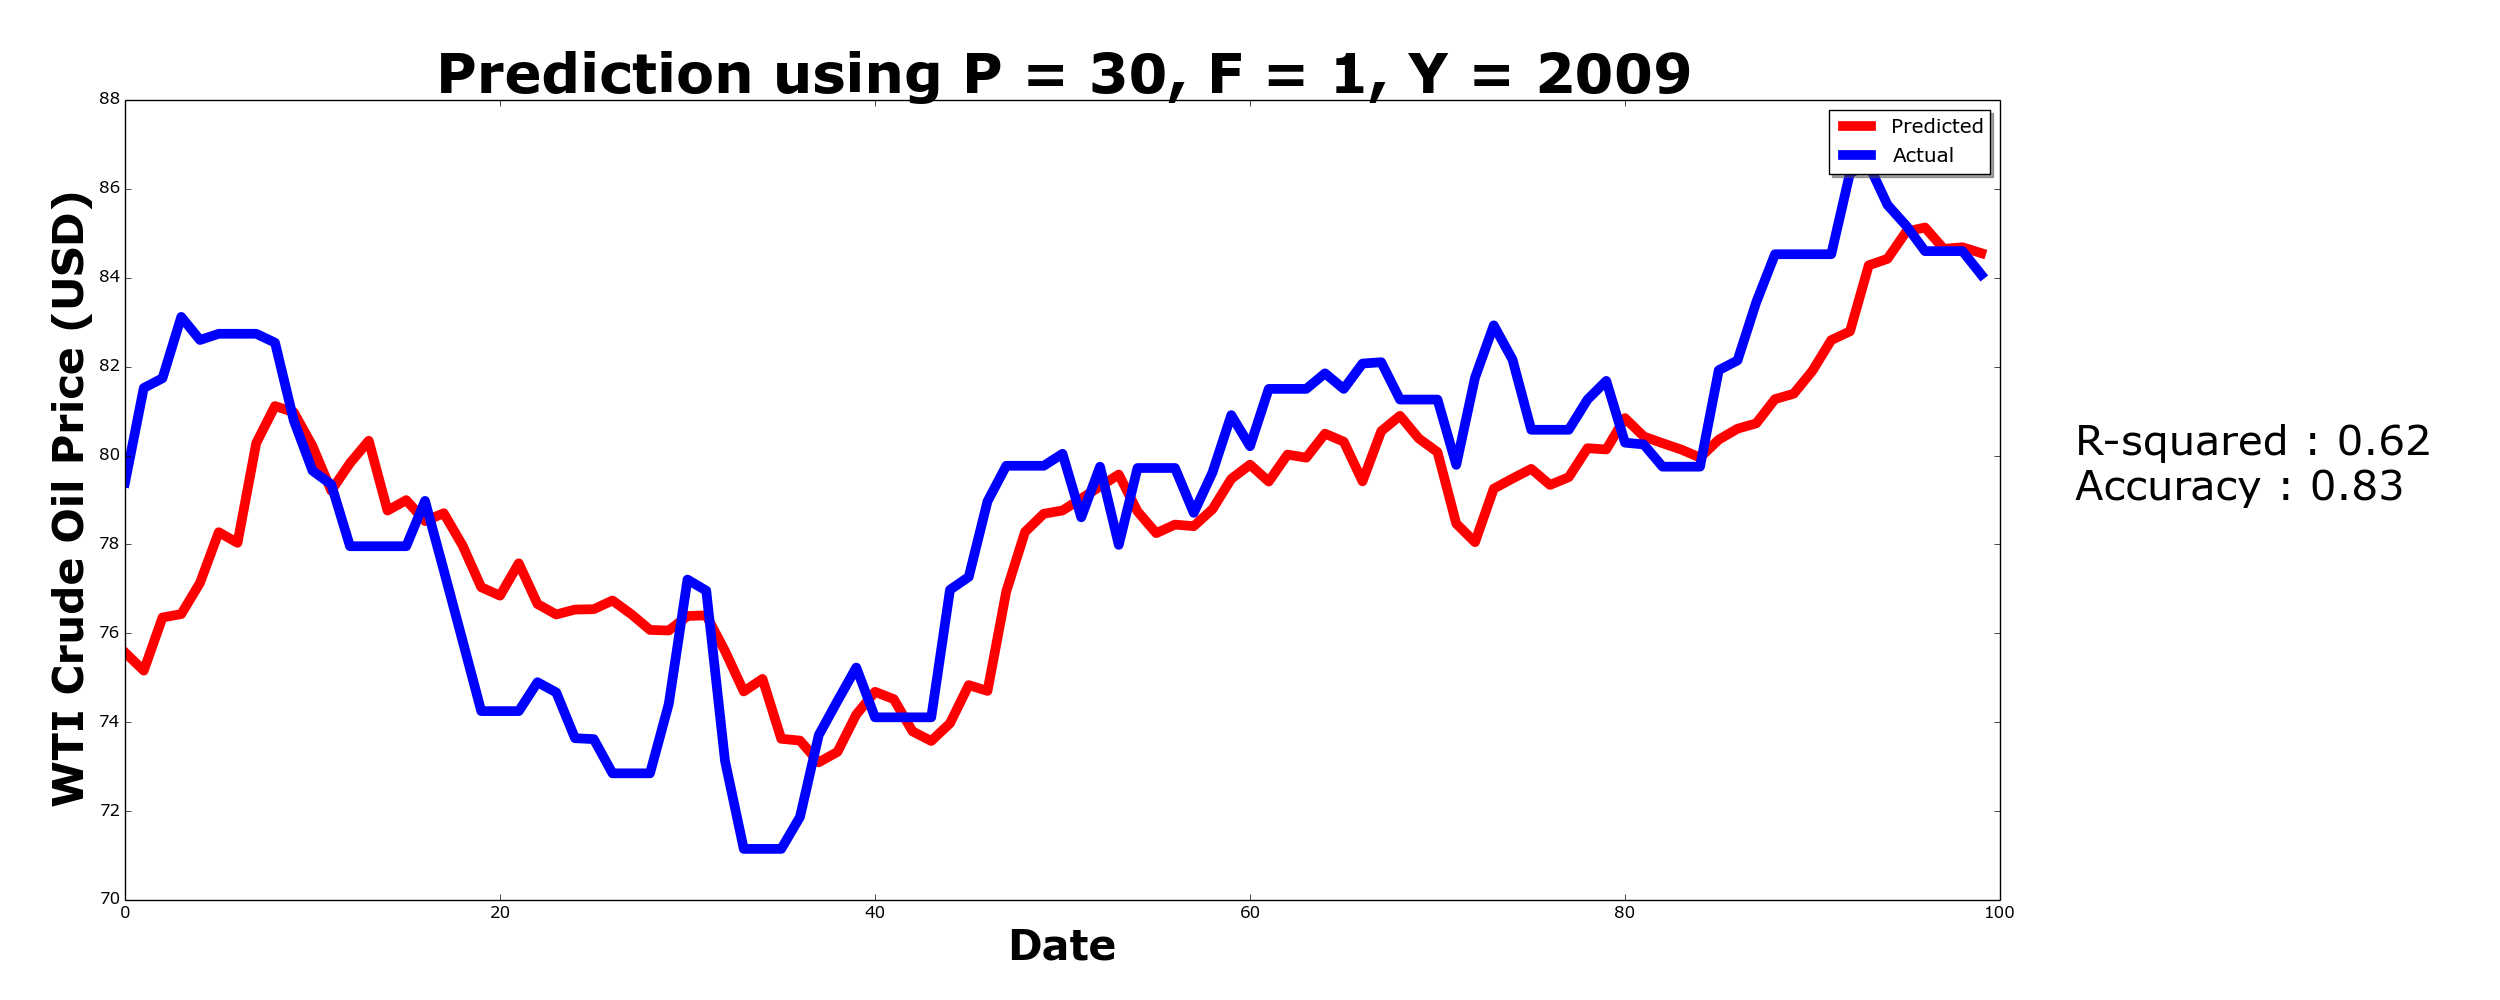 Prediction using P = 30, F = 1, Y = 2009
88
86
84
82
80
78
76
74
72
70
WTI Crude Oil Price (USD)
Predicted
Actual
R-squared : 0.62
Accuracy : 0.83
0 20 40 60 80 100
Date